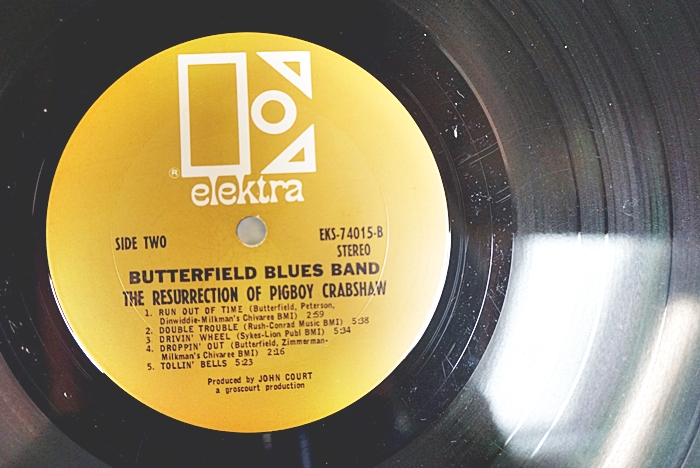 ®
elektra
SIDE TWO
EKS-74015-B
STEREO
BUTTERFIELD BLUES BAND
THE RESURRECTION OF PIGBOY CRABSHAW
1. RUN OUT OF TIME (Butterfield, Peterson,
Dinwiddie-Milkman's Chivaree BMI) 2:59
2. DOUBLE TROUBLE (Rush-Conrad Music BMI) 5:38
3. DRIVIN' WHEEL (Sykes-Lion Publ BMI) 5:34
4. DROPPIN' OUT (Butterfield, Zimmerman-
Milkman's Chivaree BMI) 2:16
5. TOLLIN' BELLS 5:23
Produced by JOHN COURT
a groscourt production